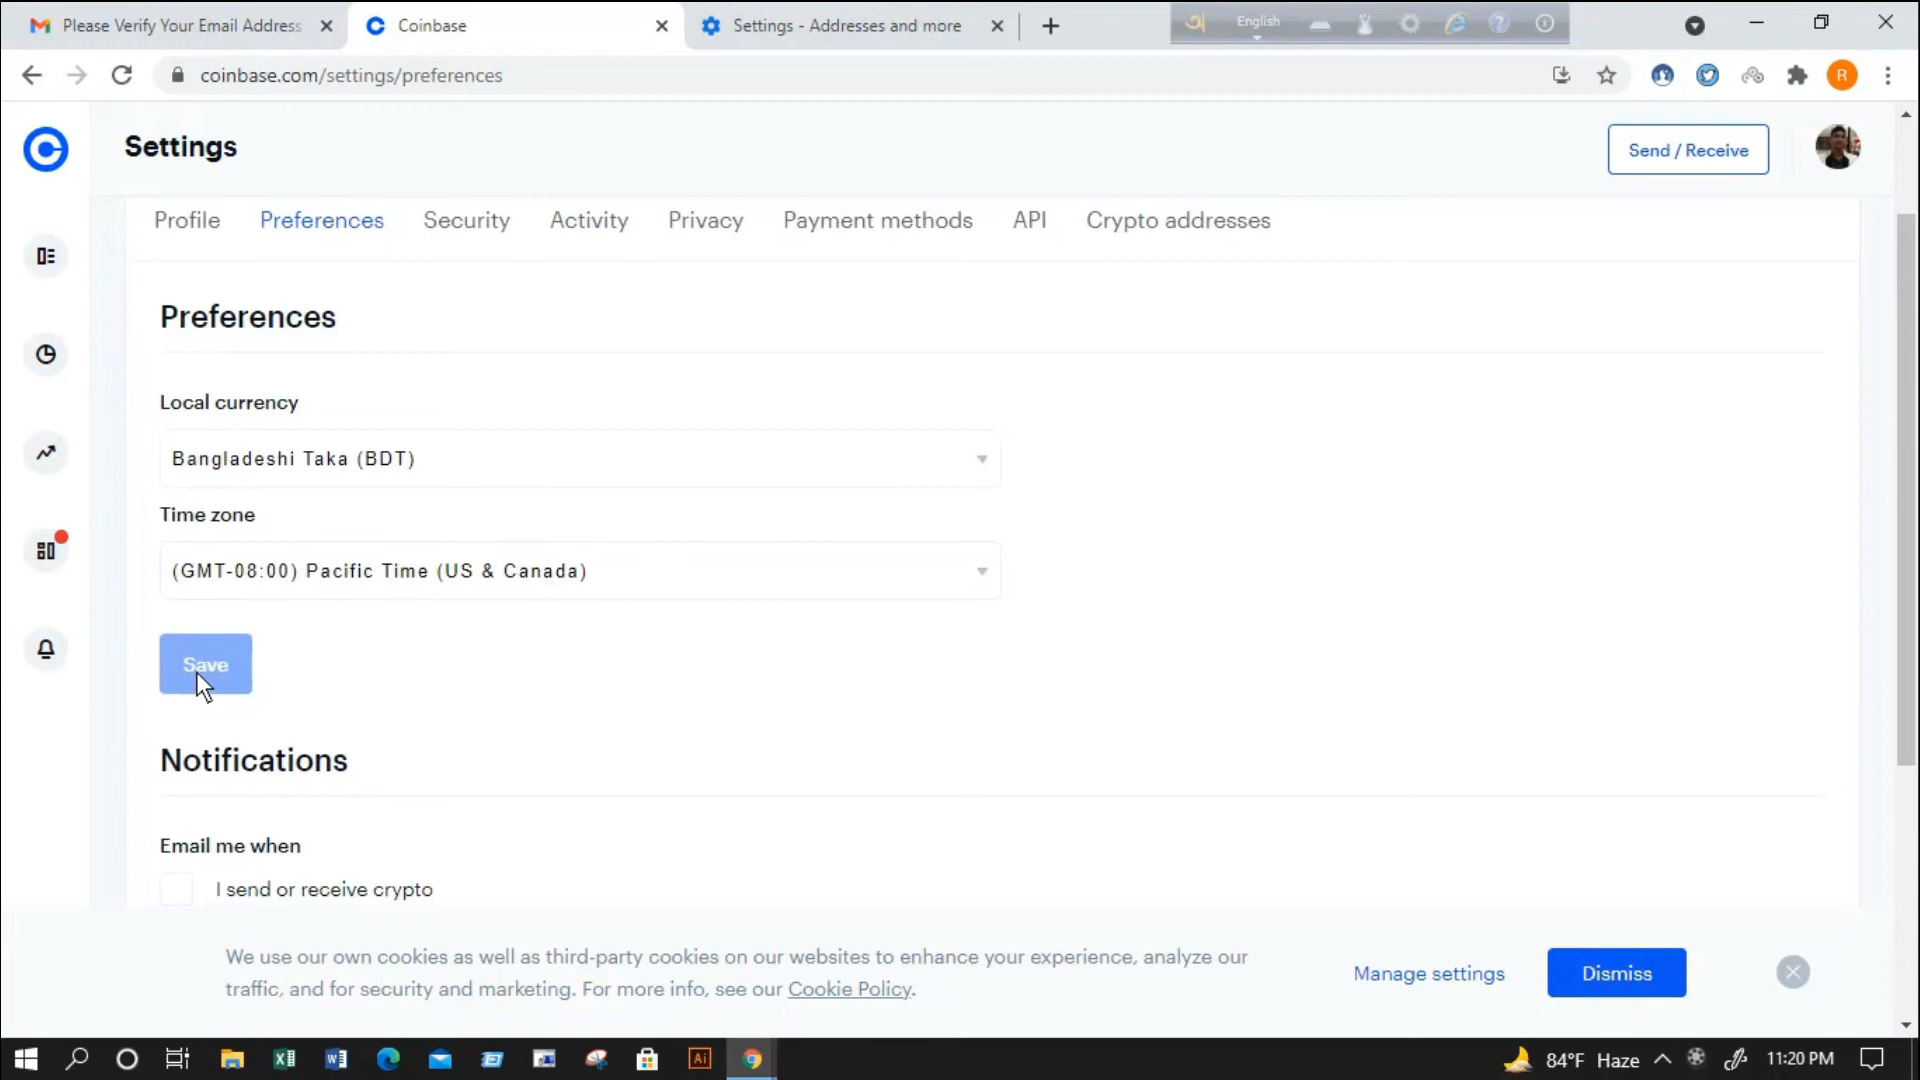 Please Verify Your Email Address
Coinbase
Settings - Addresses and more
English
coinbase.com/settings/preferences
R
Settings
Send / Receive
Profile
Preferences
Security
Activity
Privacy
Payment methods
API
Crypto addresses
Preferences
Local currency
Bangladeshi Taka (BDT)
Time zone
(GMT-08:00) Pacific Time (US & Canada)
Save
Notifications
Email me when
I send or receive crypto
We use our own cookies as well as third-party cookies on our websites to enhance your experience, analyze our
traffic, and for security and marketing. For more info, see our Cookie Policy.
Manage settings
Dismiss
Ai
84°F Haze
11:20 PM